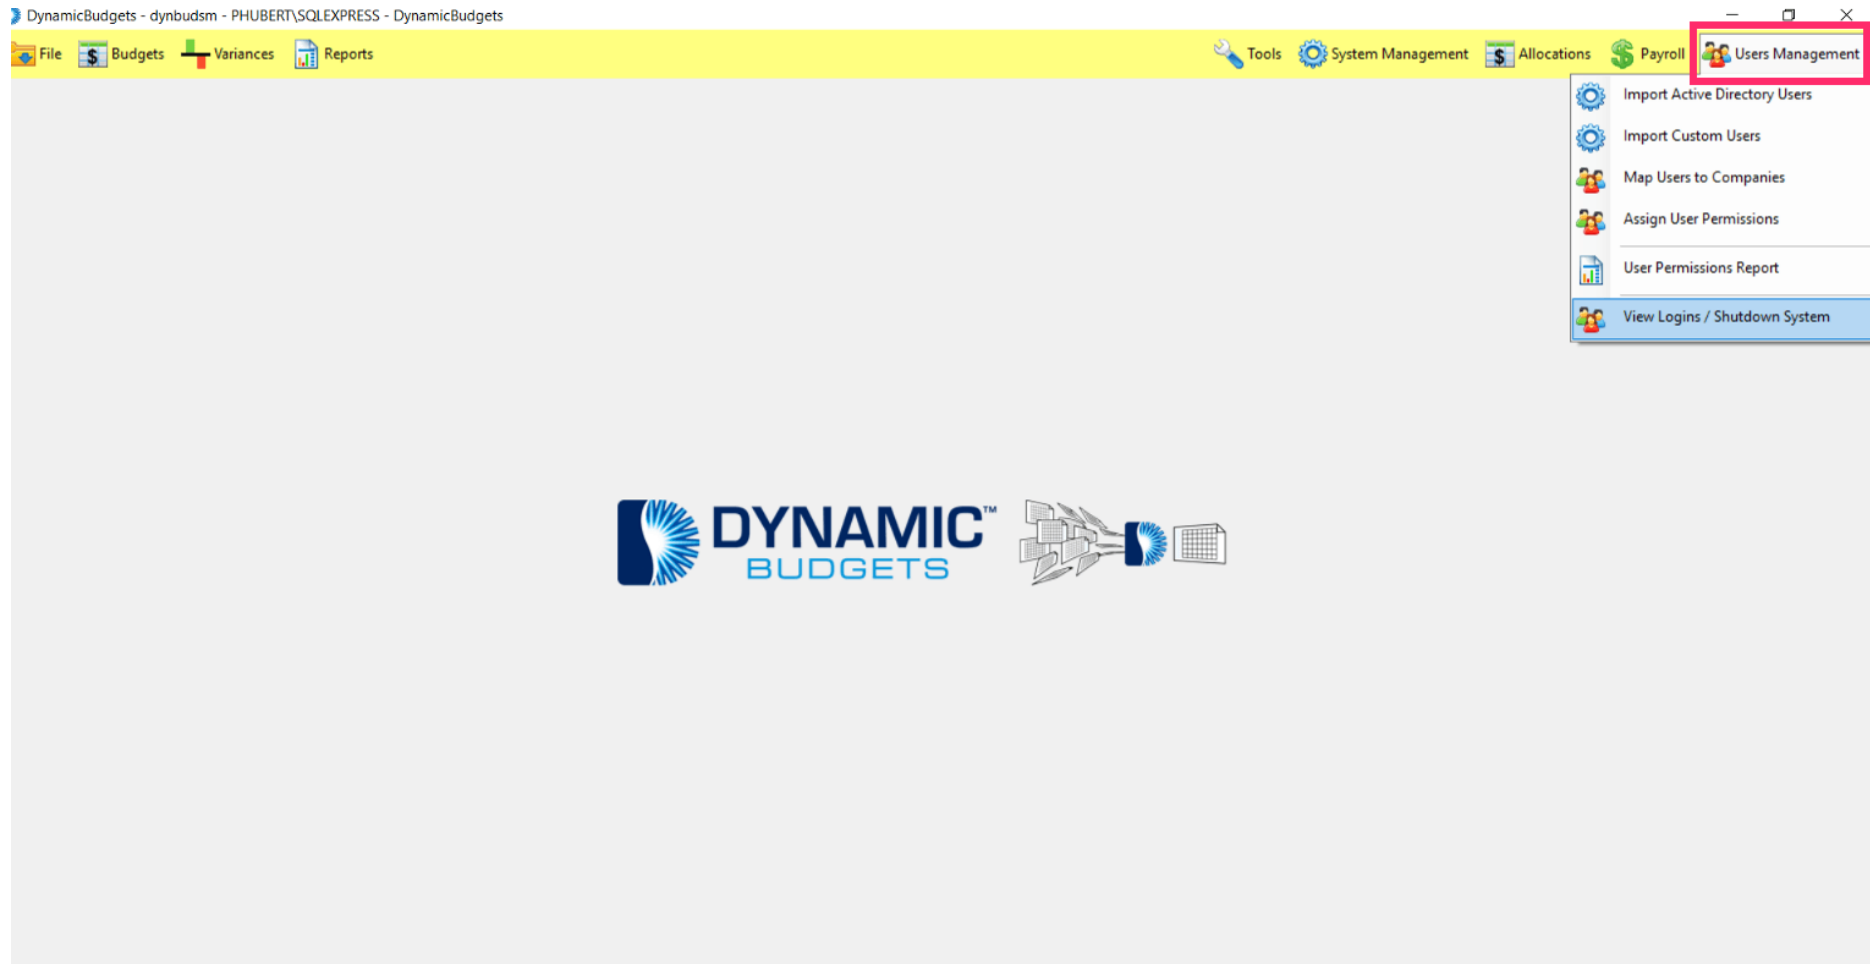 DynamicBudgets - dynbudsm - PHUBERT\SQLEXPRESS - DynamicBudgets
File Budgets Variances Reports Tools System Management Allocations Payroll Users Management
Import Active Directory Users
Import Custom Users
Map Users to Companies
Assign User Permissions
User Permissions Report
View Logins / Shutdown System
DYNAMIC™
BUDGETS